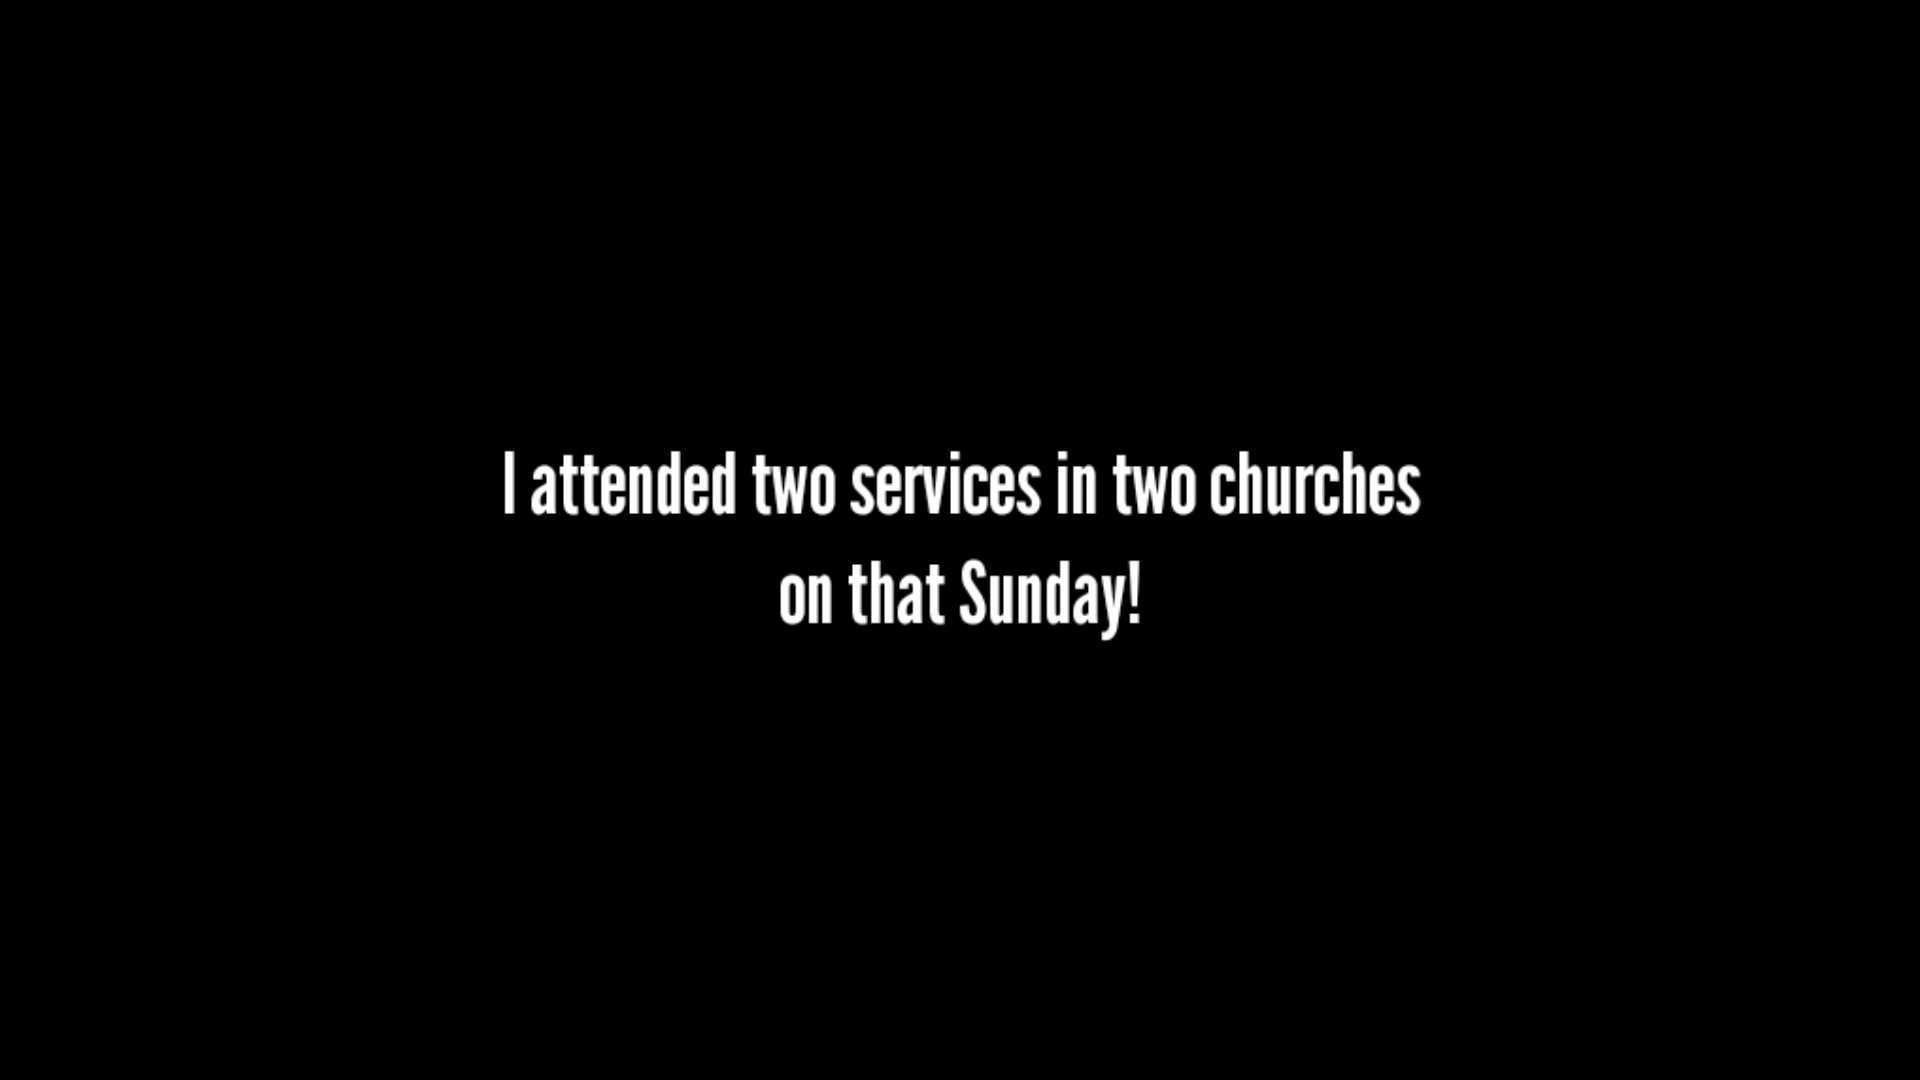 I attended two services in two churches
on that Sunday!